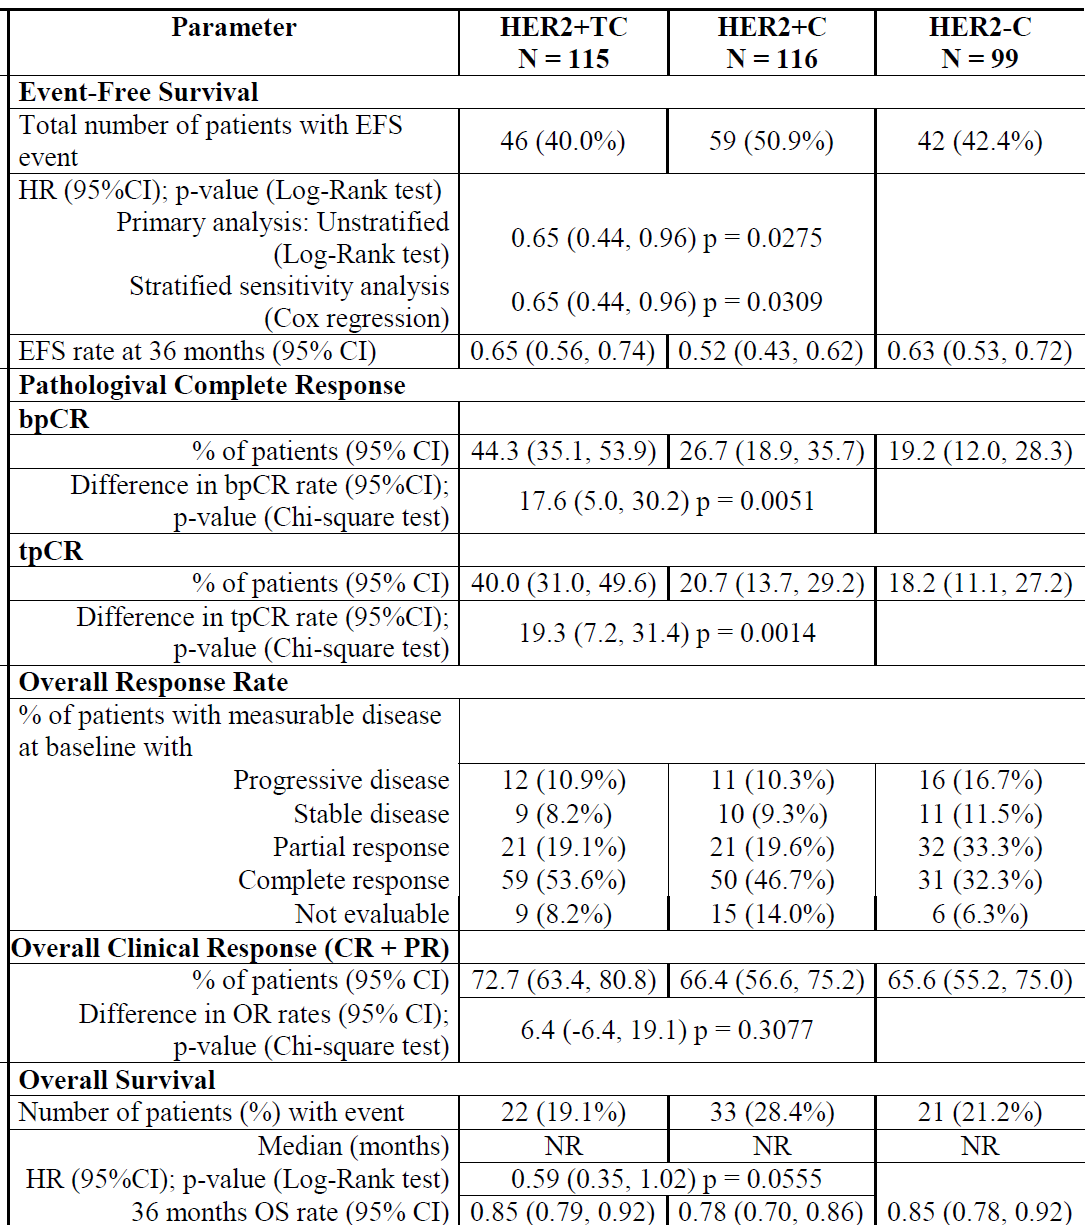 Parameter HER2+TC HER2+C HER2-C
N = 115 N = 116 N = 99
Event-Free Survival
Total number of patients with EFS
event 46 (40.0%) 59 (50.9%) 42 (42.4%)
HR (95%CI); p-value (Log-Rank test)
Primary analysis: Unstratified
(Log-Rank test) 0.65 (0.44, 0.96) p = 0.0275
Stratified sensitivity analysis
(Cox regression) 0.65 (0.44, 0.96) p = 0.0309
EFS rate at 36 months (95% CI) 0.65 (0.56, 0.74) 0.52 (0.43, 0.62) 0.63 (0.53, 0.72)
Pathologival Complete Response
bpCR
% of patients (95% CI) 44.3 (35.1, 53.9) 26.7 (18.9, 35.7) 19.2 (12.0, 28.3)
Difference in bpCR rate (95%CI);
p-value (Chi-square test) 17.6 (5.0, 30.2) p = 0.0051
tpCR
% of patients (95% CI) 40.0 (31.0, 49.6) 20.7 (13.7, 29.2) 18.2 (11.1, 27.2)
Difference in tpCR rate (95%CI);
p-value (Chi-square test) 19.3 (7.2, 31.4) p = 0.0014
Overall Response Rate
% of patients with measurable disease
at baseline with
Progressive disease 12 (10.9%) 11 (10.3%) 16 (16.7%)
Stable disease 9 (8.2%) 10 (9.3%) 11 (11.5%)
Partial response 21 (19.1%) 21 (19.6%) 32 (33.3%)
Complete response 59 (53.6%) 50 (46.7%) 31 (32.3%)
Not evaluable 9 (8.2%) 15 (14.0%) 6 (6.3%)
Overall Clinical Response (CR + PR)
% of patients (95% CI) 72.7 (63.4, 80.8) 66.4 (56.6, 75.2) 65.6 (55.2, 75.0)
Difference in OR rates (95% CI);
p-value (Chi-square test) 6.4 (-6.4, 19.1) p = 0.3077
Overall Survival
Number of patients (%) with event 22 (19.1%) 33 (28.4%) 21 (21.2%)
Median (months) NR NR NR
HR (95%CI); p-value (Log-Rank test) 0.59 (0.35, 1.02) p = 0.0555
36 months OS rate (95% CI) 0.85 (0.79, 0.92) 0.78 (0.70, 0.86) 0.85 (0.78, 0.92)